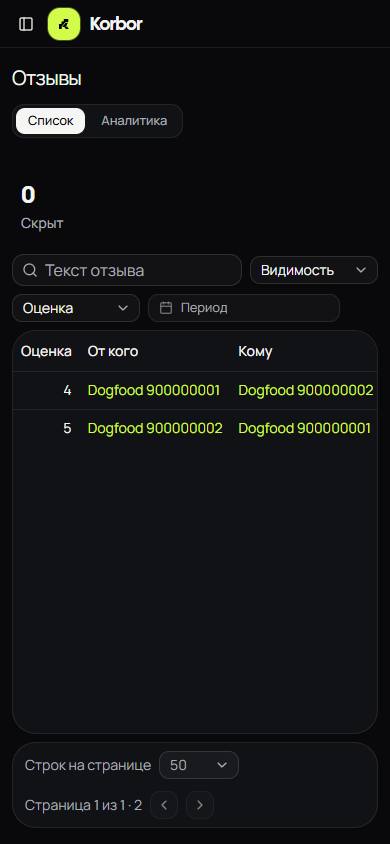 Korbor
Отзывы
Список Аналитика
0
Скрыт
Текст отзыва Видимость
Оценка Период
Оценка От кого Кому
4 Dogfood 900000001 Dogfood 900000002
5 Dogfood 900000002 Dogfood 900000001
Строк на странице 50
Страница 1 из 1 · 2